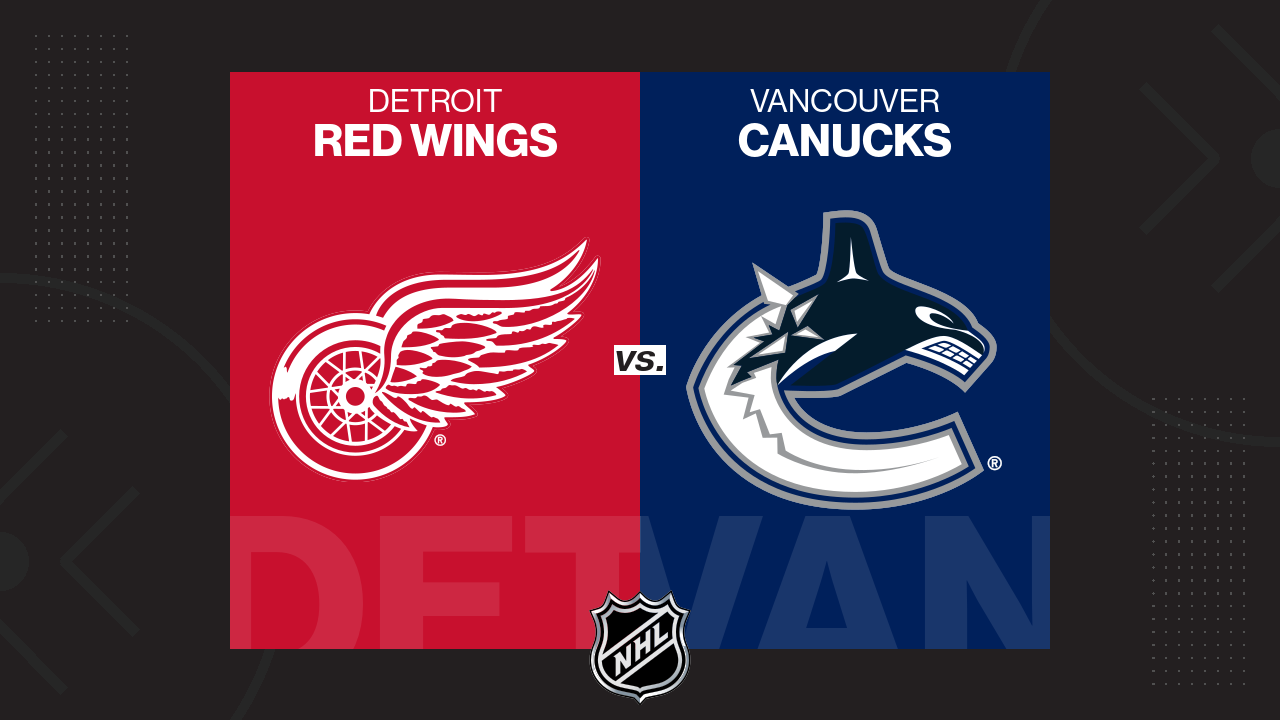 DETROIT
RED WINGS
VANCOUVER
CANUCKS
vs.
®
®
DET
VAN
NHL